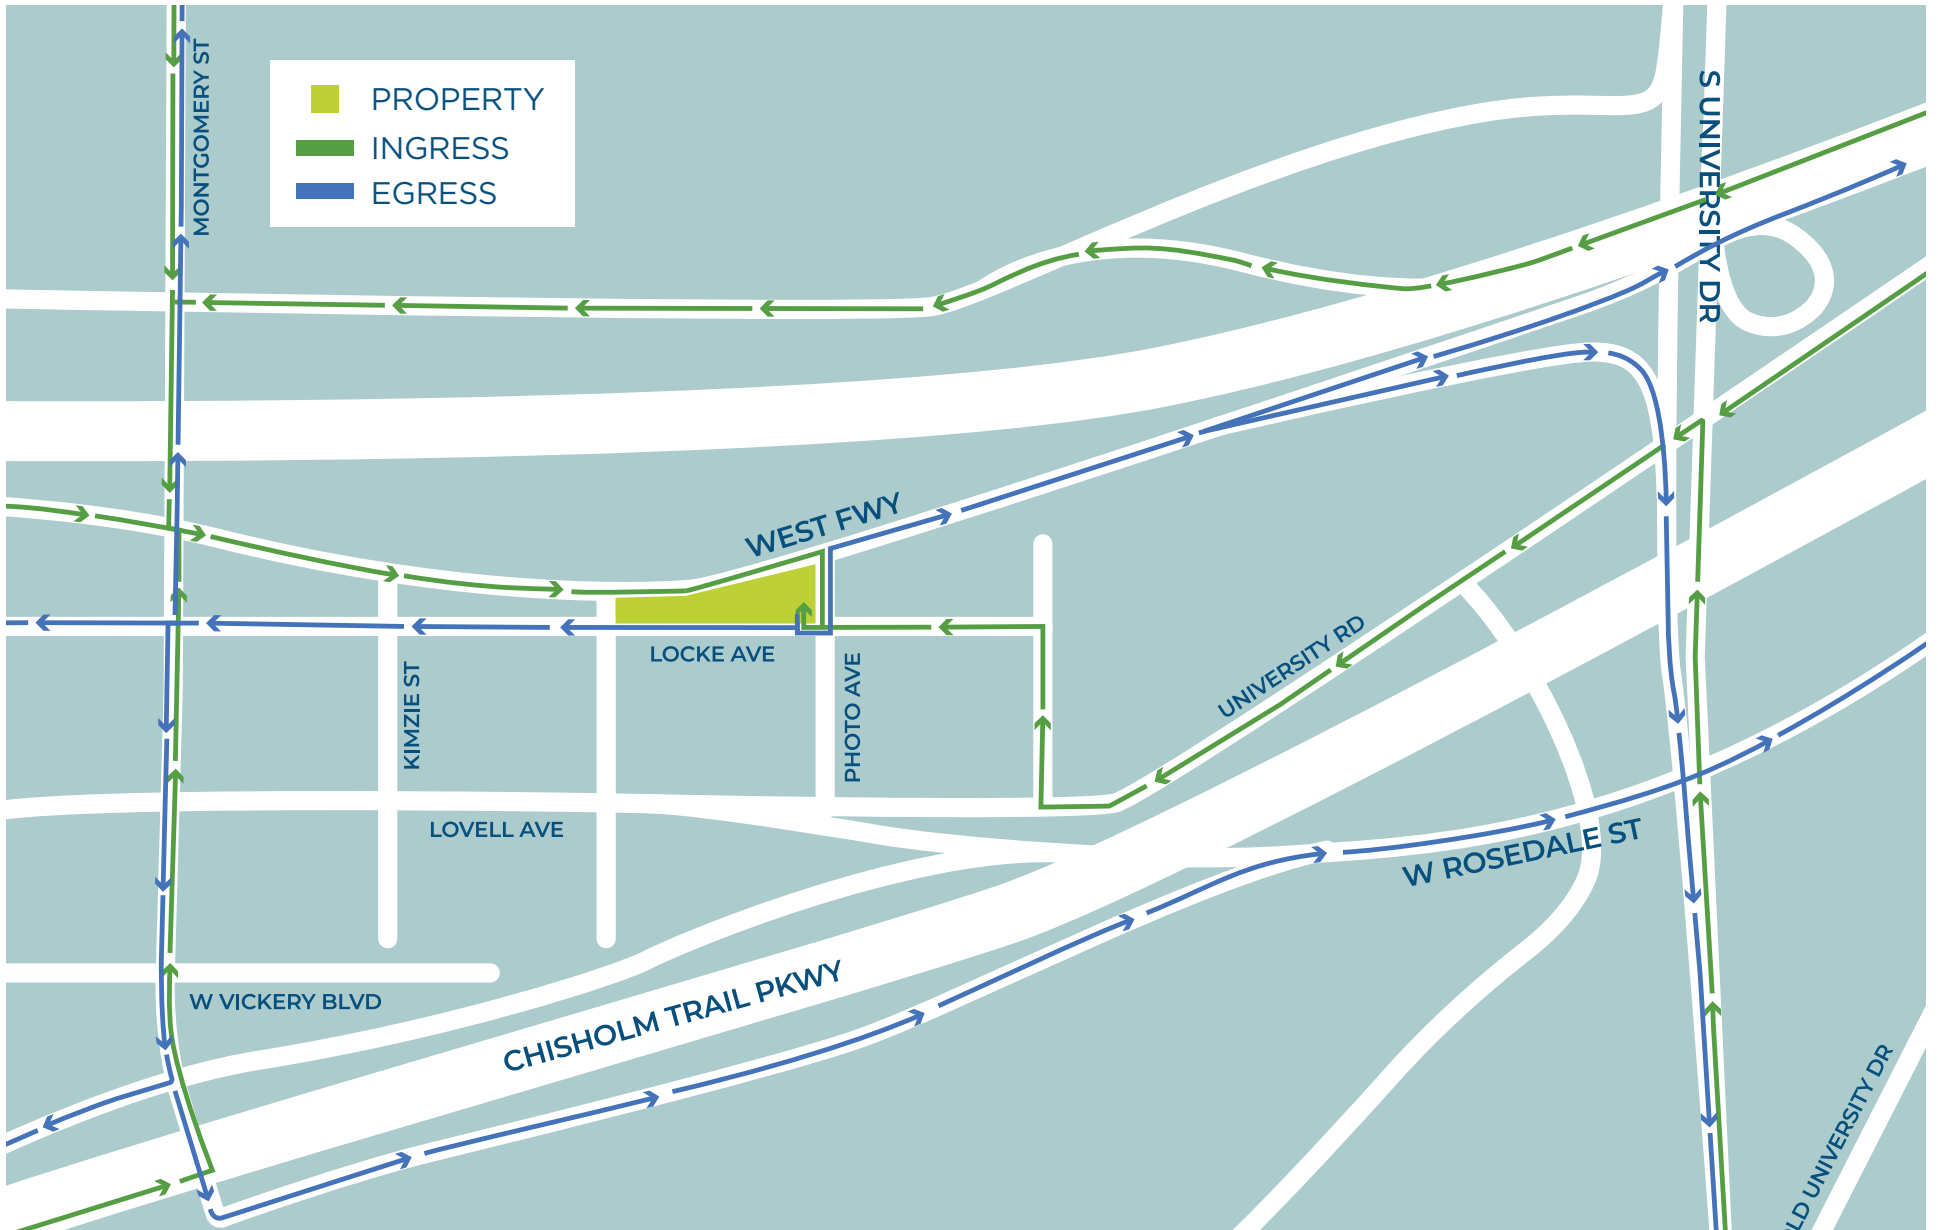 MONTGOMERY ST
PROPERTY
INGRESS
EGRESS
S UNIVERSITY DR
WEST FWY
LOCKE AVE
KIMZIE ST
PHOTO AVE
UNIVERSITY RD
LOVELL AVE
W ROSEDALE ST
W VICKERY BLVD
CHISHOLM TRAIL PKWY
LD UNIVERSITY DR